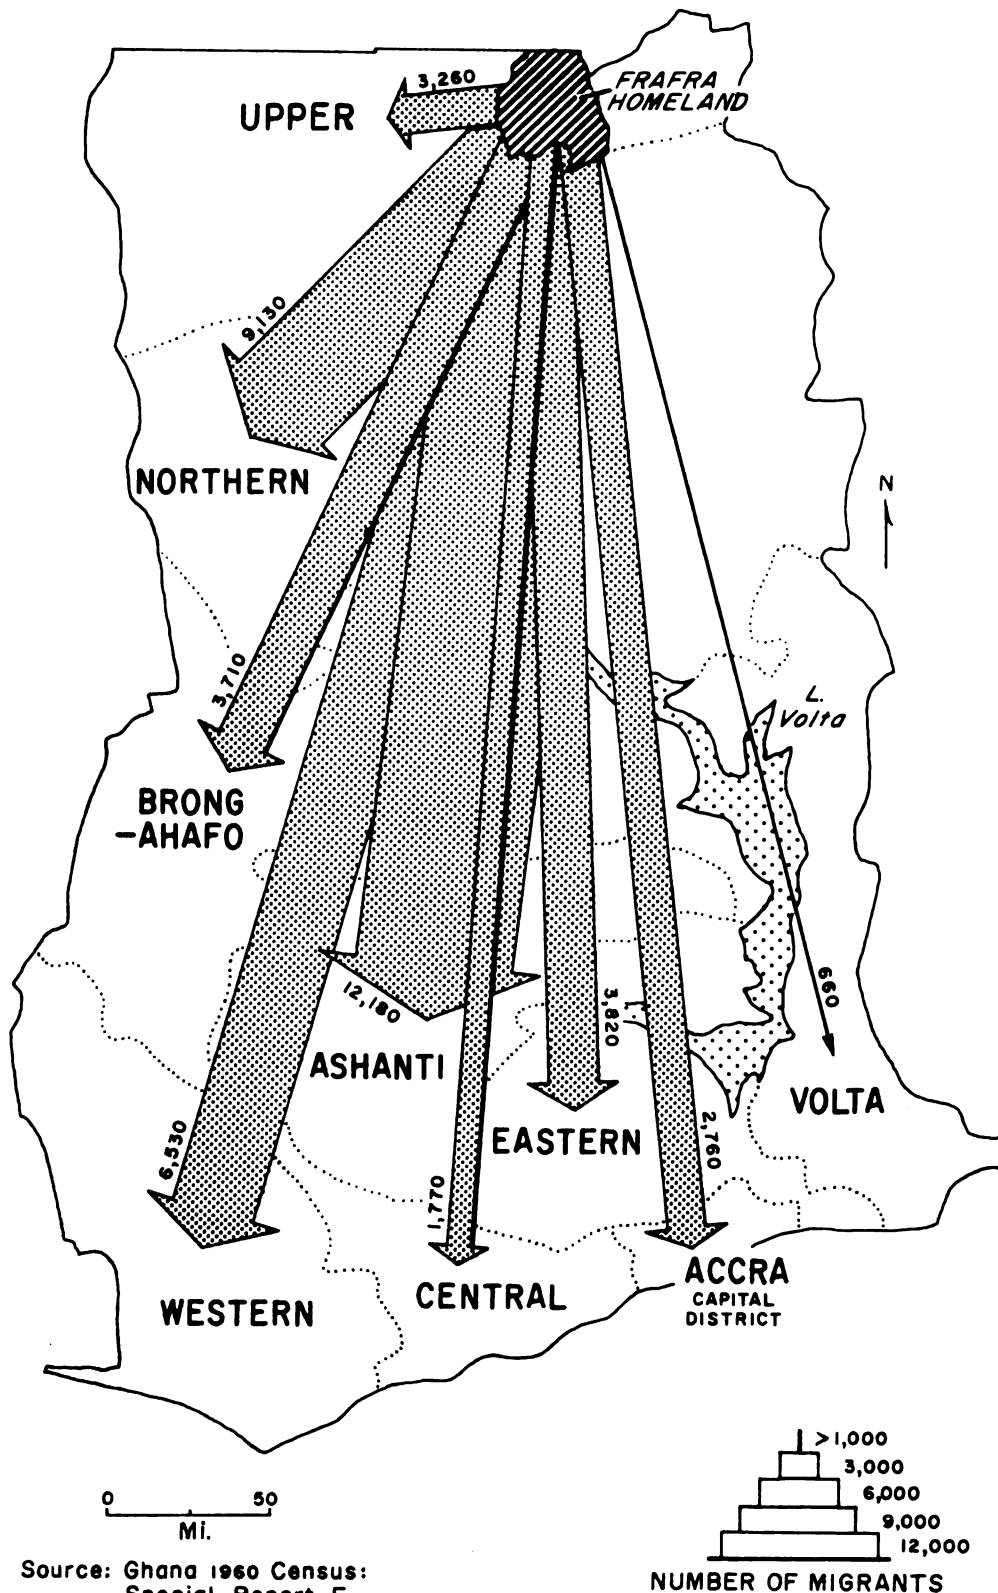 3,260
FRAFRA
HOMELAND
UPPER
9,130
NORTHERN
N
3,710
L.
Volta
BRONG
-AHAFO
660
12,180
3,820
ASHANTI
VOLTA
EASTERN
2,760
6,530
1,770
ACCRA
CAPITAL
DISTRICT
CENTRAL
WESTERN
>1,000
3,000
6,000
9,000
12,000
NUMBER OF MIGRANTS
0 50
Mi.
Source: Ghana 1960 Census:
Special Report E